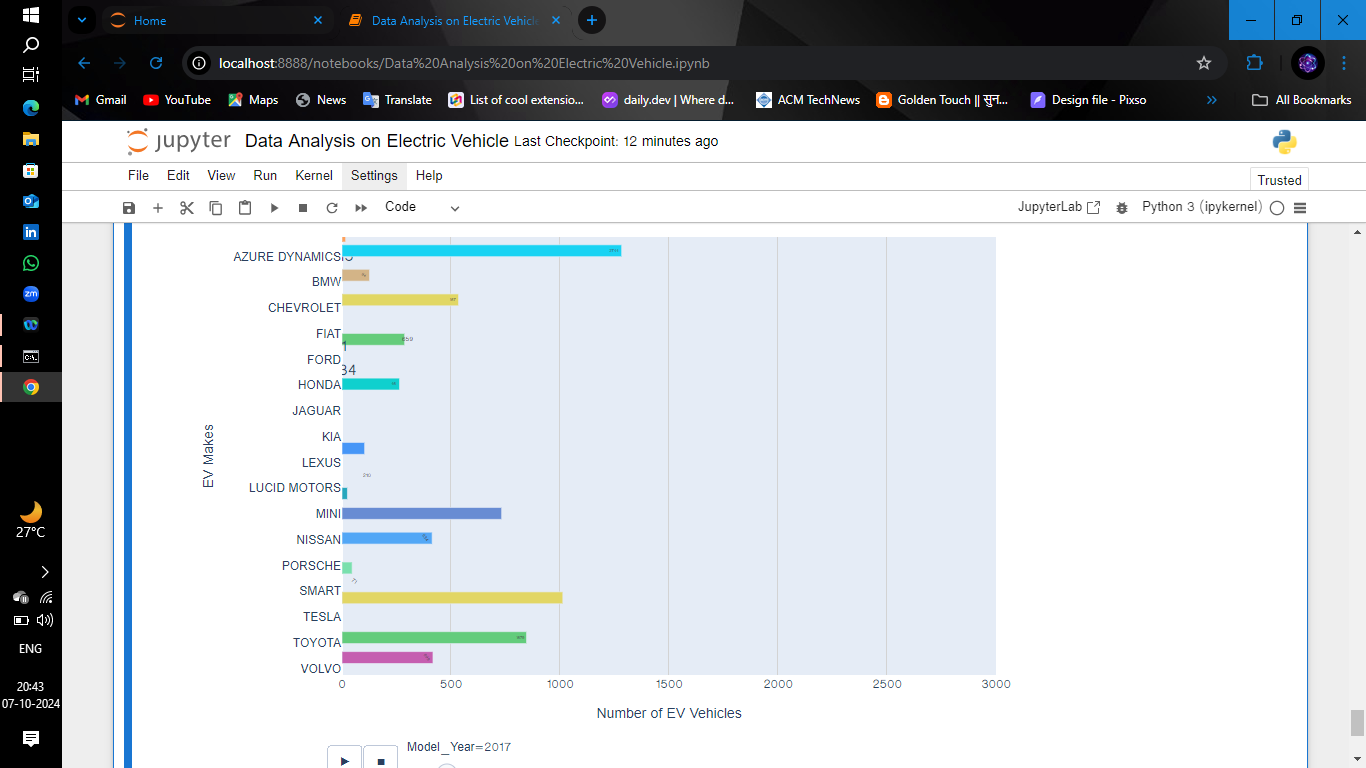 Home
Data Analysis on Electric Vehicle
localhost:8888/notebooks/Data%20Analysis%20on%20Electric%20Vehicle.ipynb
Gmail YouTube Maps News Translate List of cool extensio... daily.dev | Where d... ACM TechNews Golden Touch || सुन... Design file - Pixso » All Bookmarks
jupyter Data Analysis on Electric Vehicle Last Checkpoint: 12 minutes ago
File Edit View Run Kernel Settings Help
Trusted
Code
JupyterLab Python 3 (ipykernel)
AZURE DYNAMICS
BMW
CHEVROLET
FIAT
659
FORD
34
HONDA
JAGUAR
KIA
LEXUS
210
LUCID MOTORS
MINI
NISSAN
PORSCHE
SMART
TESLA
TOYOTA
VOLVO
EV Makes
0 500 1000 1500 2000 2500 3000
Number of EV Vehicles
Model_Year=2017
zm
27°C
ENG
20:43
07-10-2024